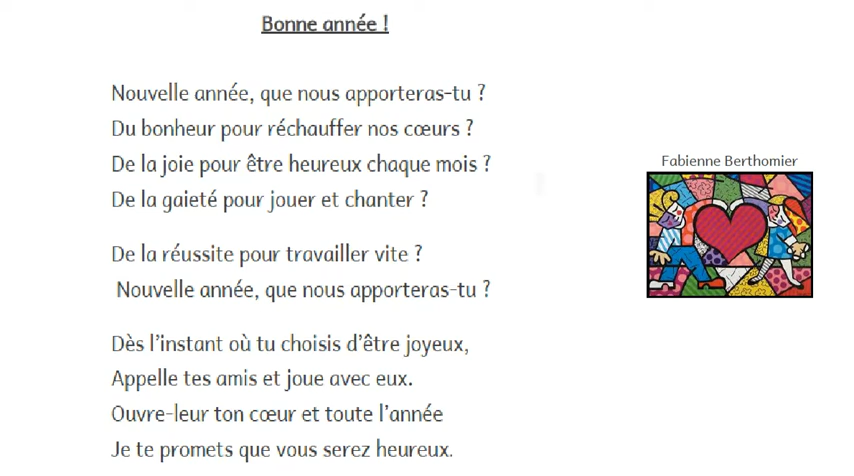 Bonne année !
Nouvelle année, que nous apporteras-tu ?
Du bonheur pour réchauffer nos cœurs ?
De la joie pour être heureux chaque mois ?
De la gaieté pour jouer et chanter ?
De la réussite pour travailler vite ?
Nouvelle année, que nous apporteras-tu ?
Dès l'instant où tu choisis d'être joyeux,
Appelle tes amis et joue avec eux.
Ouvre-leur ton cœur et toute l'année
Je te promets que vous serez heureux.
Fabienne Berthomier